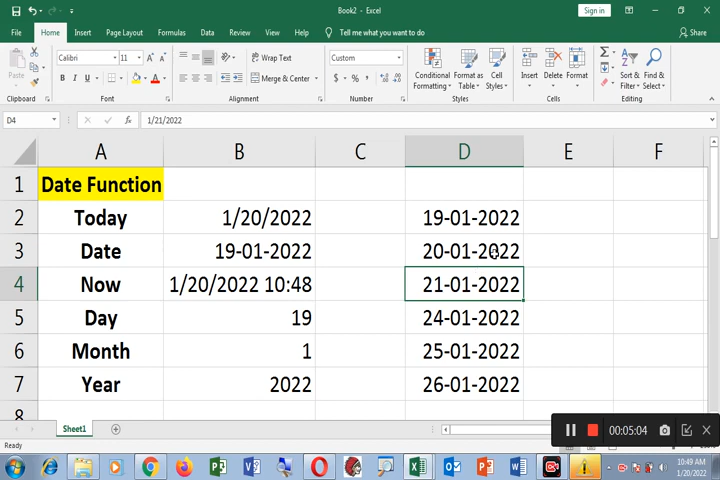 Book2 - Excel
Sign in
File Home Insert Page Layout Formulas Data Review View Help Tell me what you want to do Share
Paste
Clipboard
Calibri 11
B I U
Font
Wrap Text
Merge & Center
Alignment
Custom
$ % ,
Number
Conditional Formatting
Format as Table
Cell Styles
Styles
Insert Delete Format
Cells
Sort & Filter
Find & Select
Editing
D4 fx 1/21/2022
A B C D E F
1 Date Function
2 Today 1/20/2022 19-01-2022
3 Date 19-01-2022 20-01-2022
4 Now 1/20/2022 10:48 21-01-2022
5 Day 19 24-01-2022
6 Month 1 25-01-2022
7 Year 2022 26-01-2022
8
Sheet1
Ready
00:05:04
10:49 AM
1/20/2022